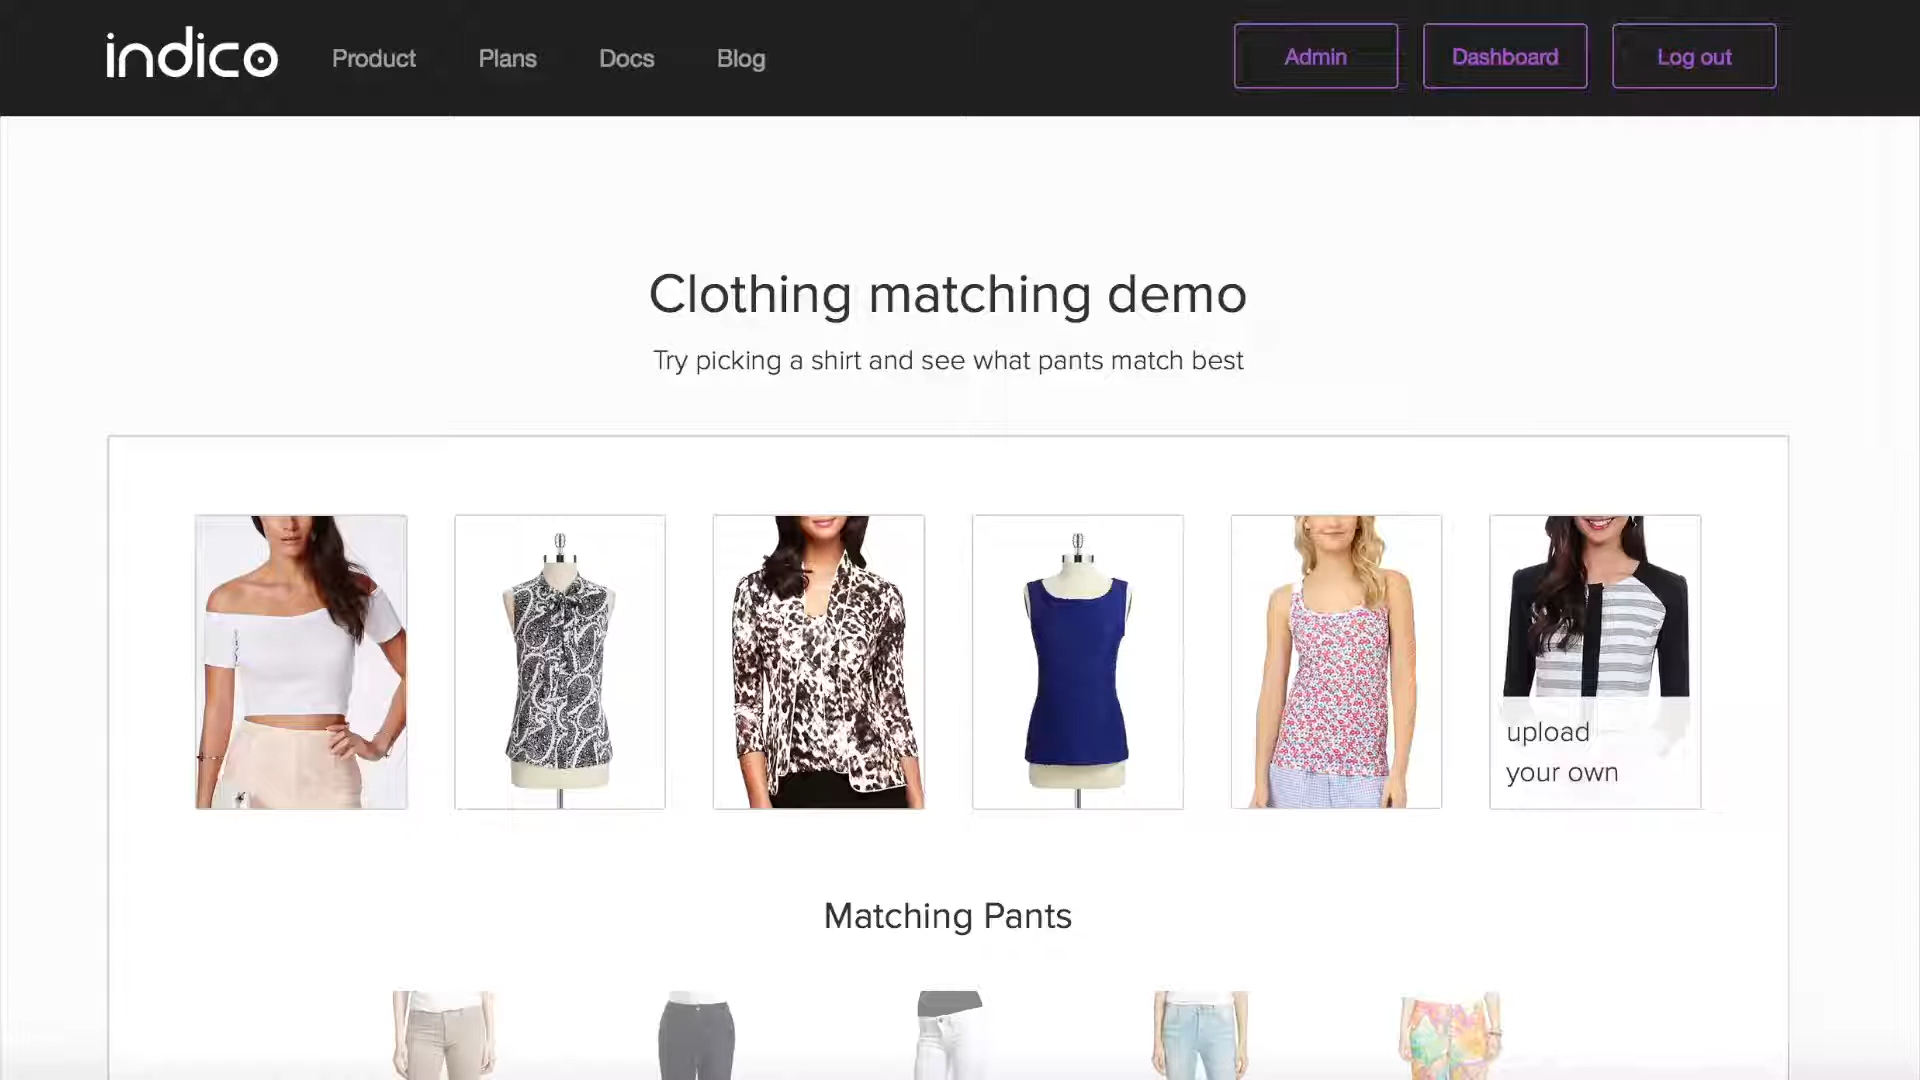 indico Product Plans Docs Blog Admin Dashboard Log out
Clothing matching demo
Try picking a shirt and see what pants match best
upload
your own
Matching Pants